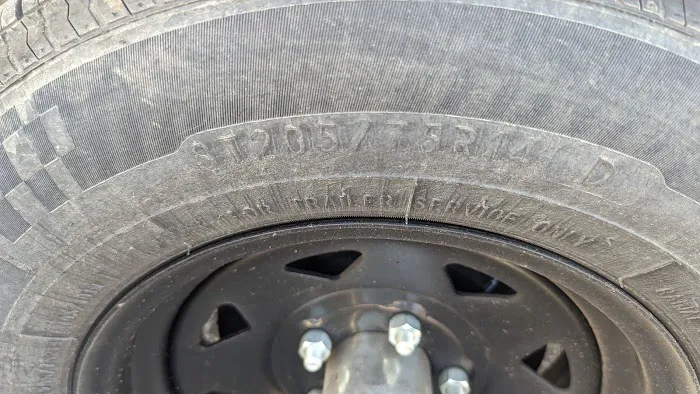 ST205/75R14 D
FOR TRAILER SERVICE ONLY